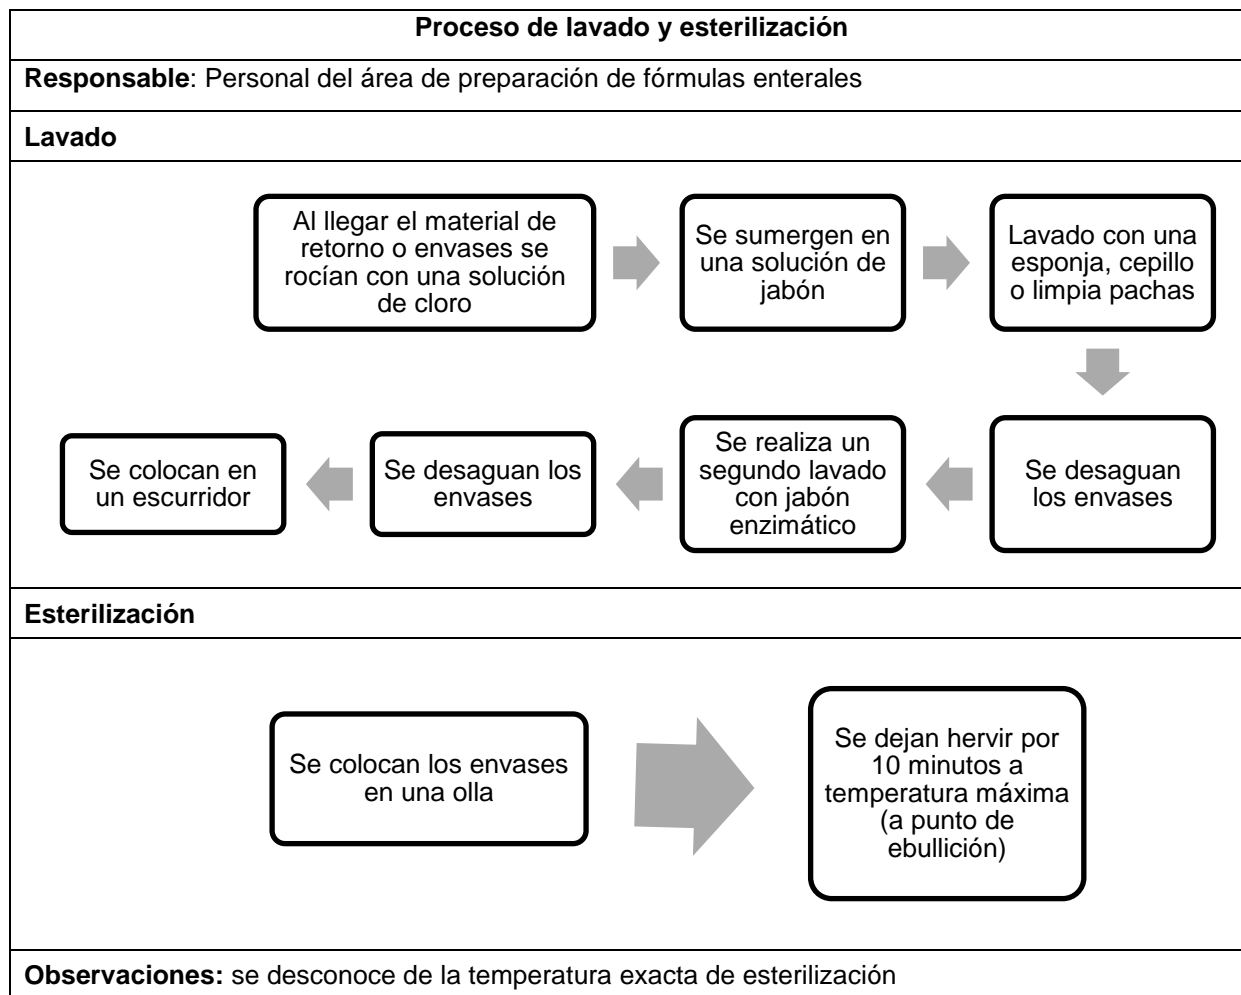 Proceso de lavado y esterilización
Responsable: Personal del área de preparación de fórmulas enterales
Lavado
Al llegar el material de
retorno o envases se
rocían con una solución
de cloro
Se sumergen en
una solución de
jabón
Lavado con una
esponja, cepillo
o limpia pachas
Se desaguan
los envases
Se realiza un
segundo lavado
con jabón
enzimático
Se desaguan los
envases
Se colocan en
un escurridor
Esterilización
Se colocan los envases
en una olla
Se dejan hervir por
10 minutos a
temperatura máxima
(a punto de
ebullición)
Observaciones: se desconoce de la temperatura exacta de esterilización